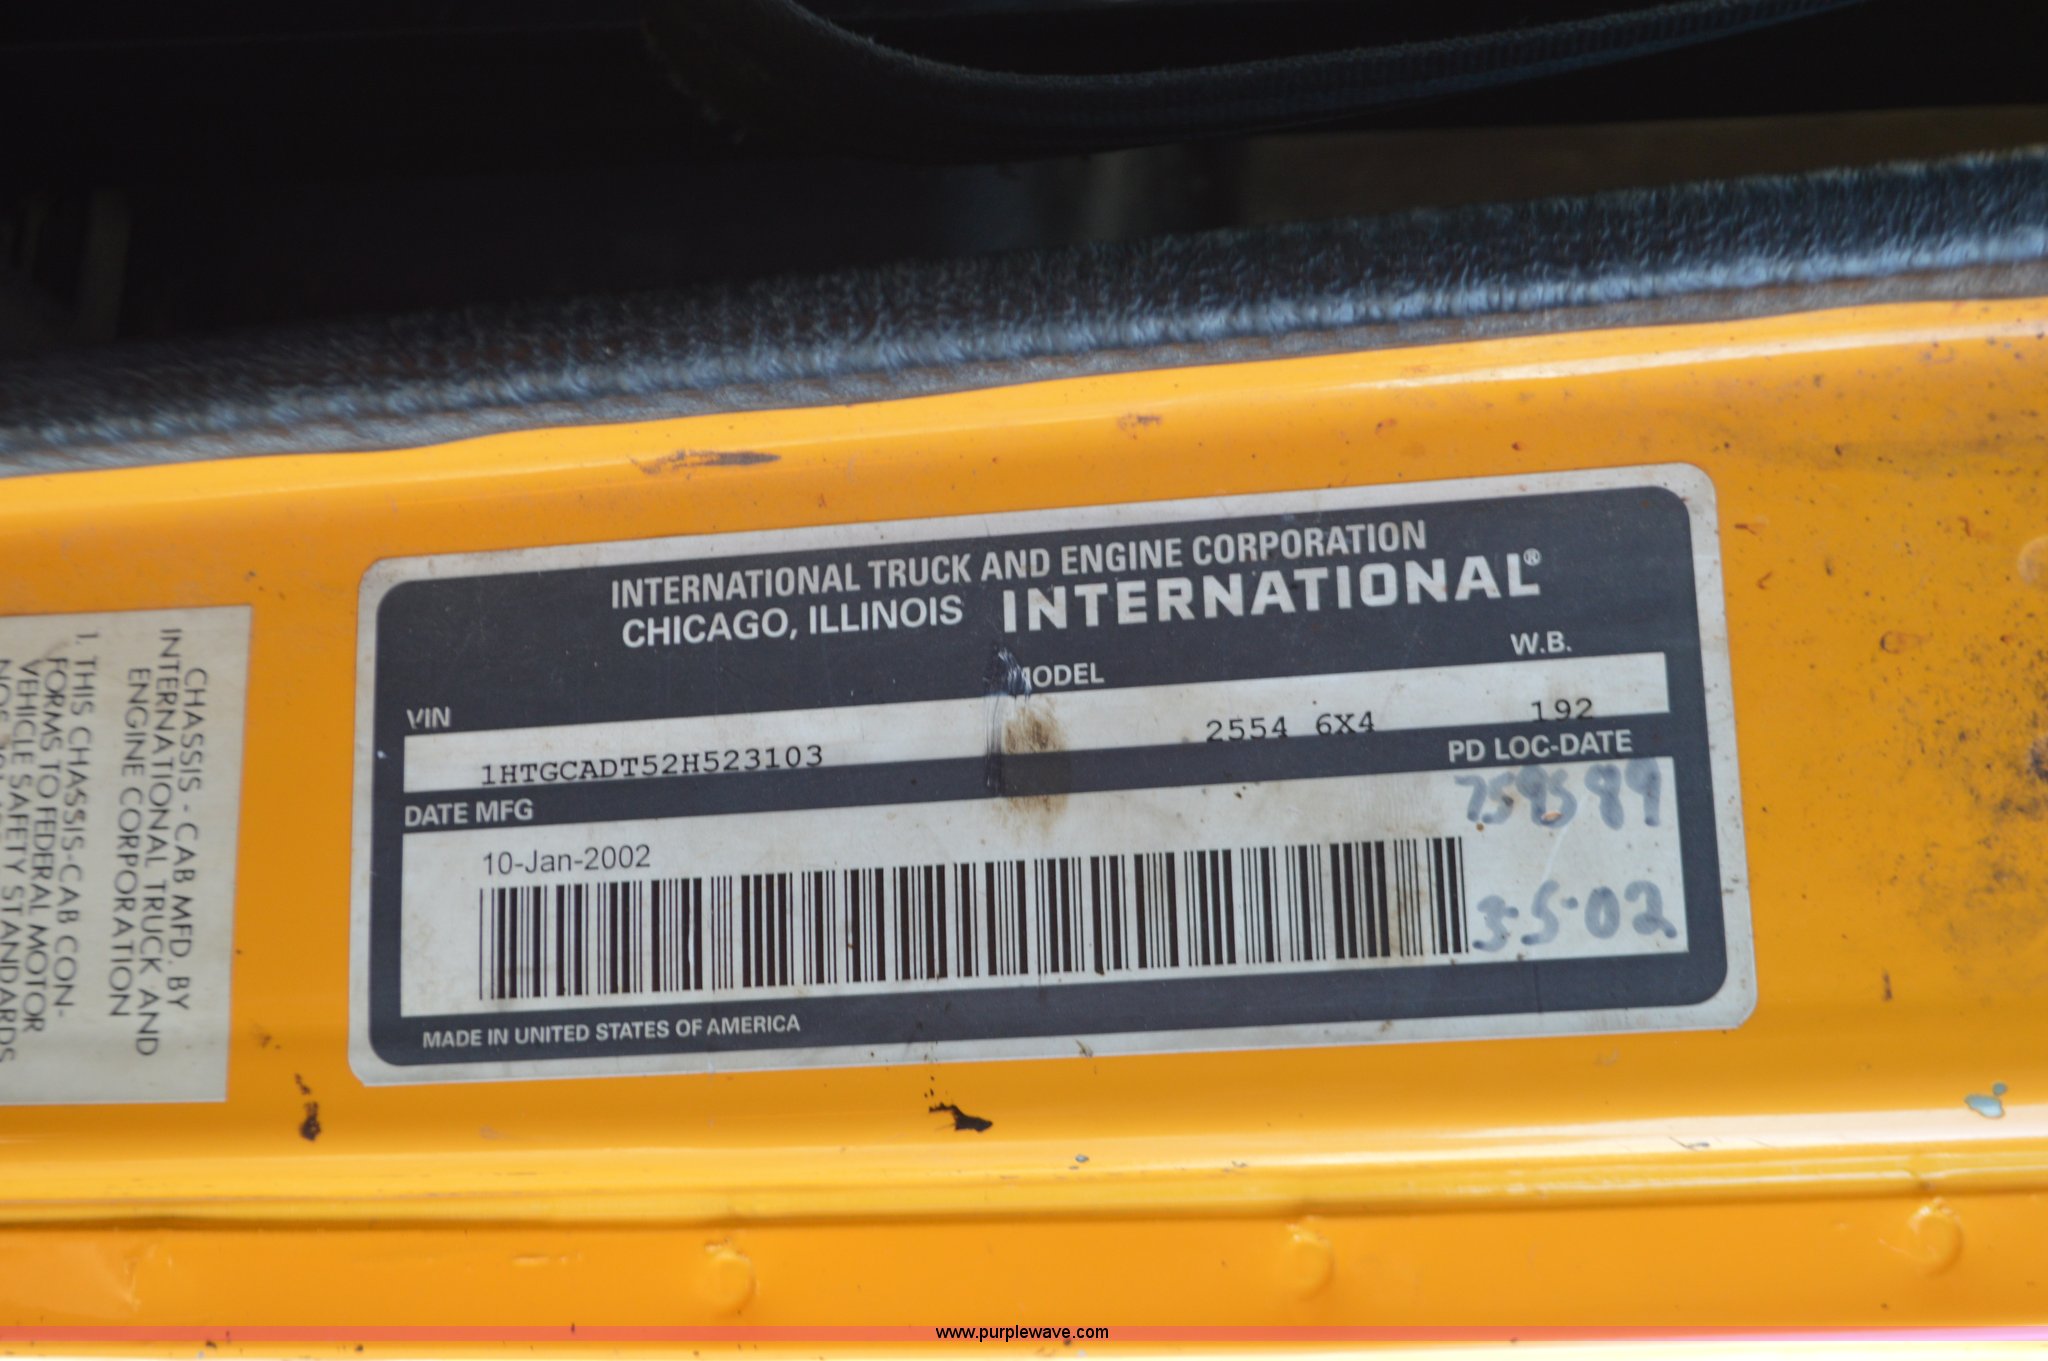 INTERNATIONAL TRUCK AND ENGINE CORPORATION
CHICAGO, ILLINOIS INTERNATIONAL®
VIN MODEL W.B.
1HTGCADT52H523103 2554 6X4 192
DATE MFG PD LOC-DATE
10-Jan-2002
3-5-02
MADE IN UNITED STATES OF AMERICA
CHASSIS - CAB MFD. BY
INTERNATIONAL TRUCK AND
ENGINE CORPORATION
1. THIS CHASSIS-CAB CON-
FORMS TO FEDERAL MOTOR
VEHICLE SAFETY STANDARDS
www.purplewave.com